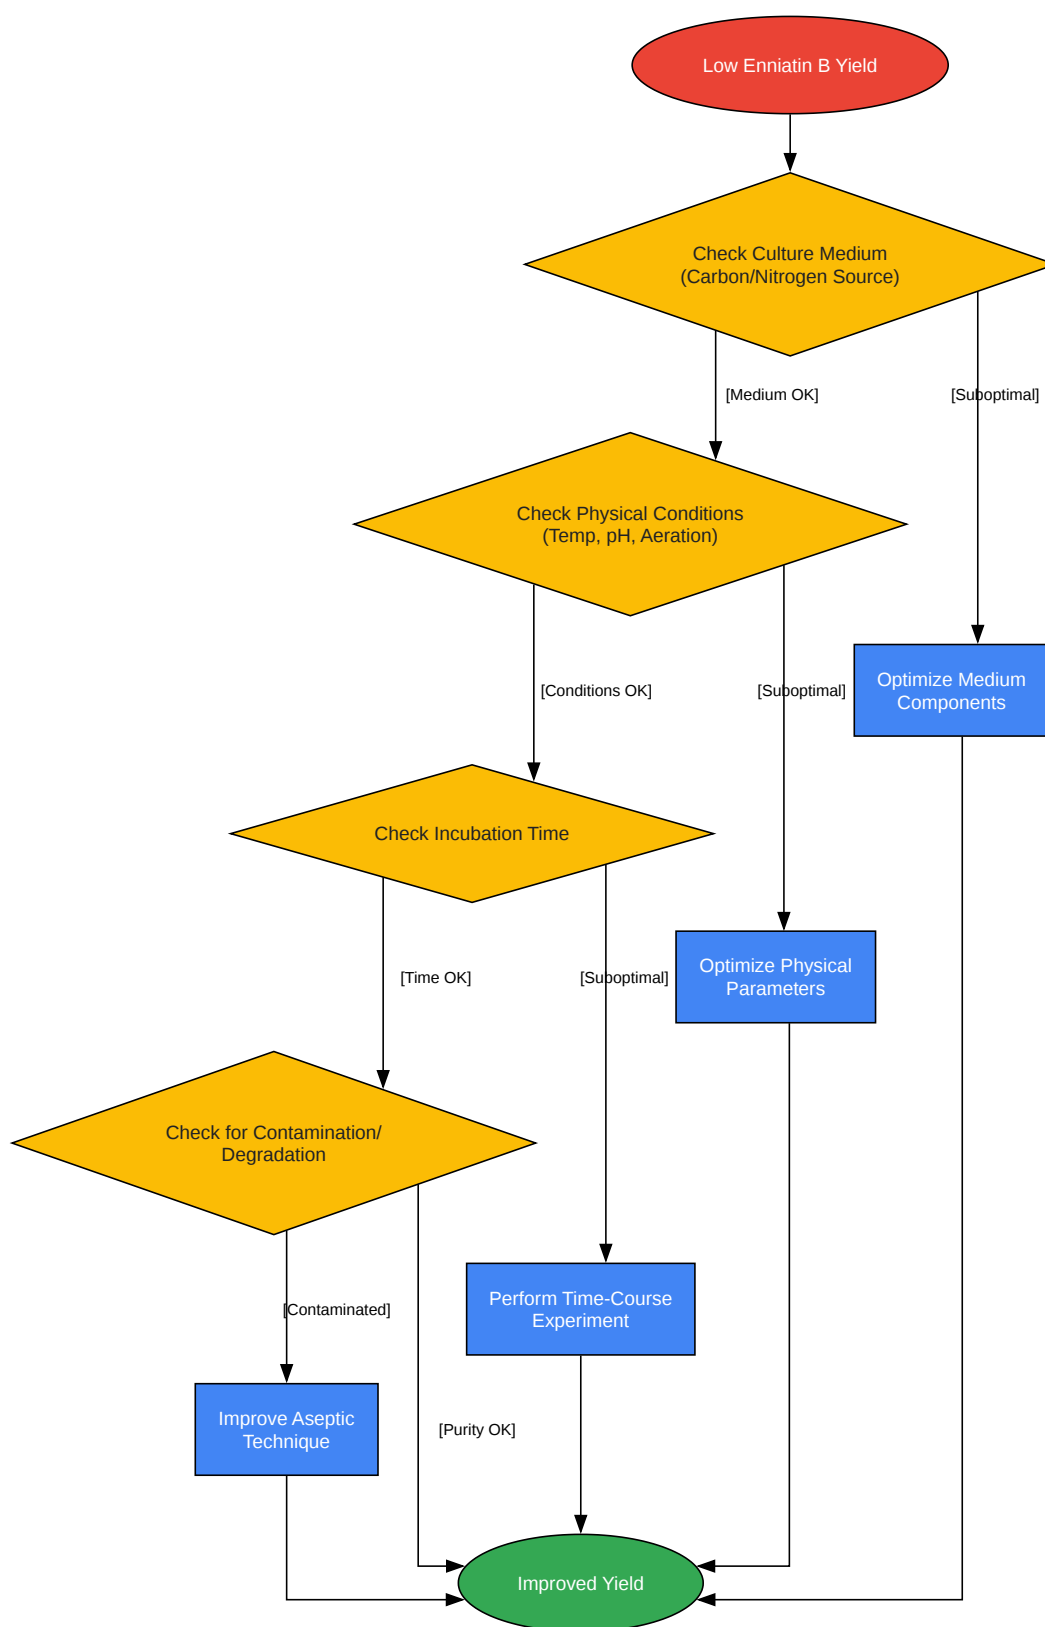 Low Enniatin B Yield
Check Culture Medium
(Carbon/Nitrogen Source)
[Medium OK]
[Suboptimal]
Check Physical Conditions
(Temp, pH, Aeration)
[Conditions OK]
[Suboptimal]
Optimize Medium
Components
Check Incubation Time
[Time OK]
[Suboptimal]
Optimize Physical
Parameters
Check for Contamination/
Degradation
[Contaminated]
Perform Time-Course
Experiment
Improve Aseptic
Technique
[Purity OK]
Improved Yield